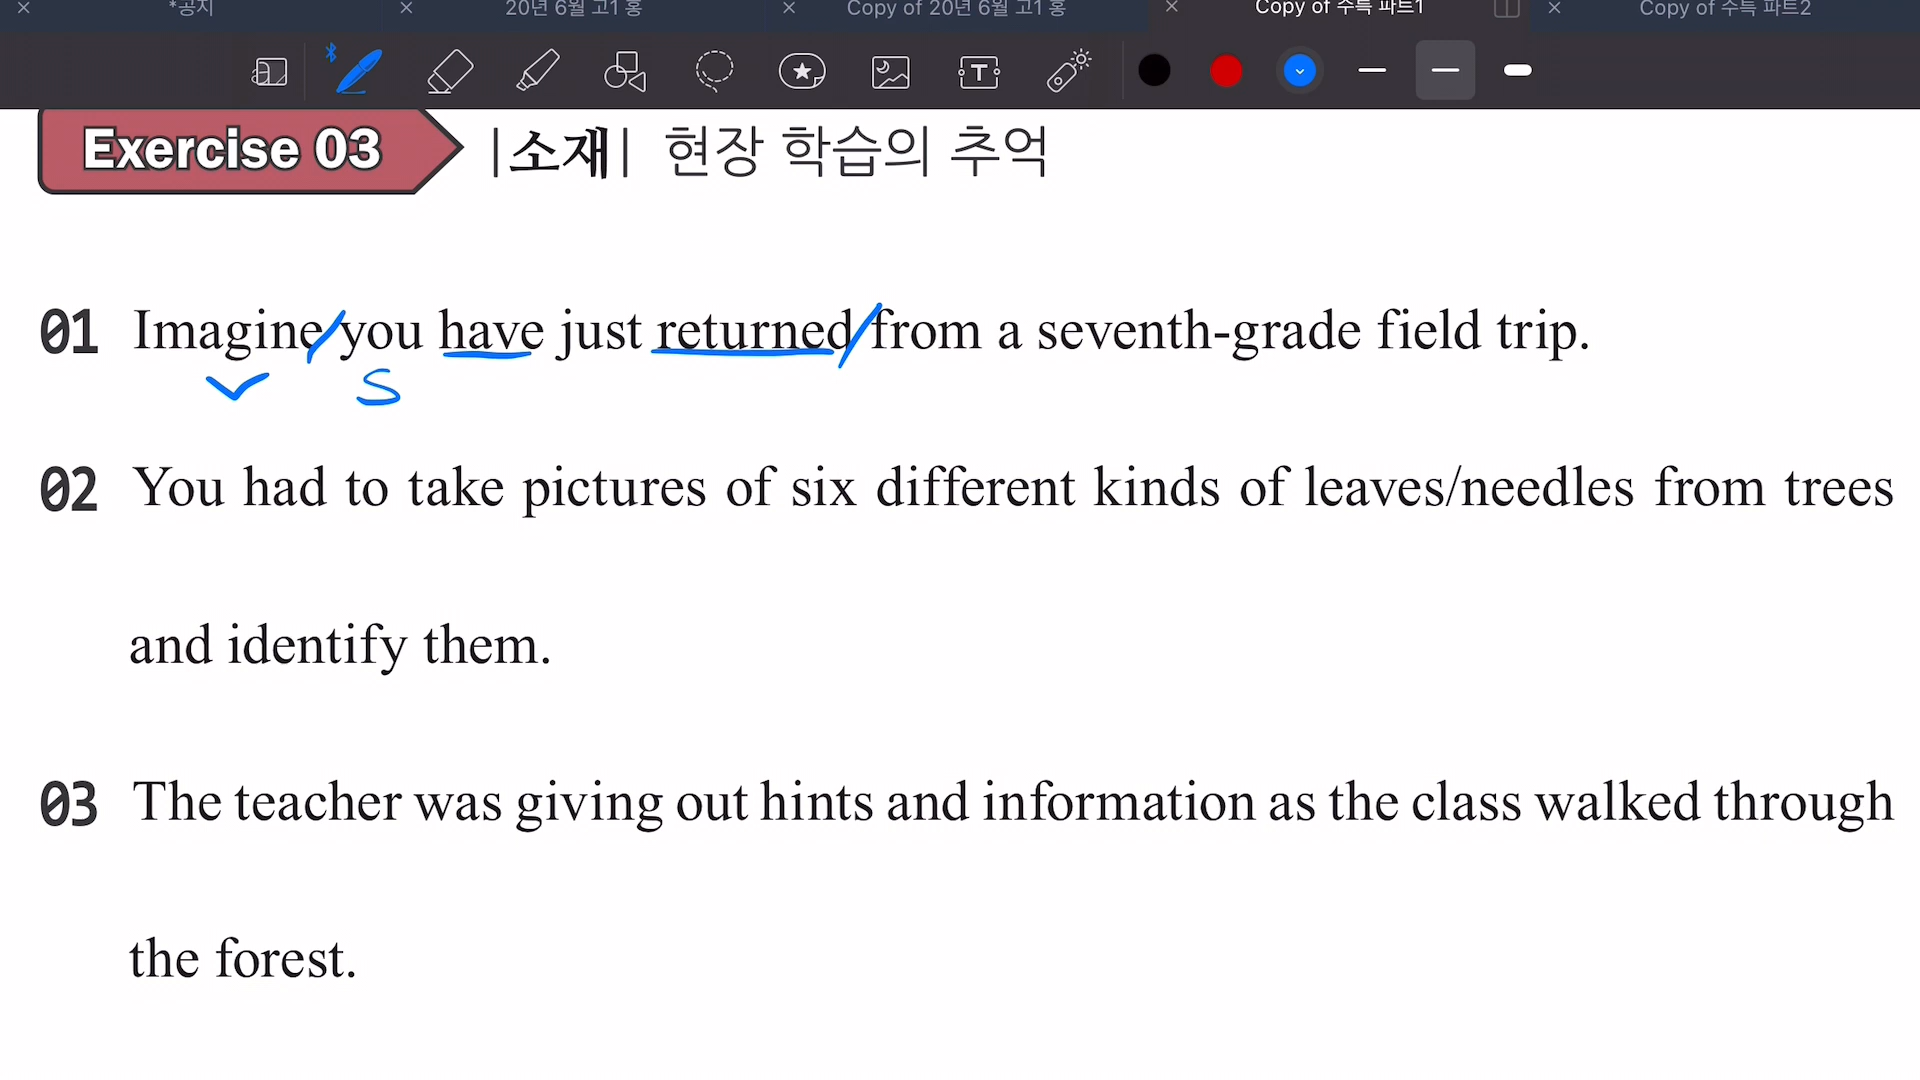 *공지
20년 6월 고1 홍
Copy of 20년 6월 고1 홍
Copy of 수특 파트1
Copy of 수특 파트2
Exercise 03 |소재| 현장 학습의 추억
01 Imagine/you have just returned/from a seventh-grade field trip.
V S
02 You had to take pictures of six different kinds of leaves/needles from trees
and identify them.
03 The teacher was giving out hints and information as the class walked through
the forest.